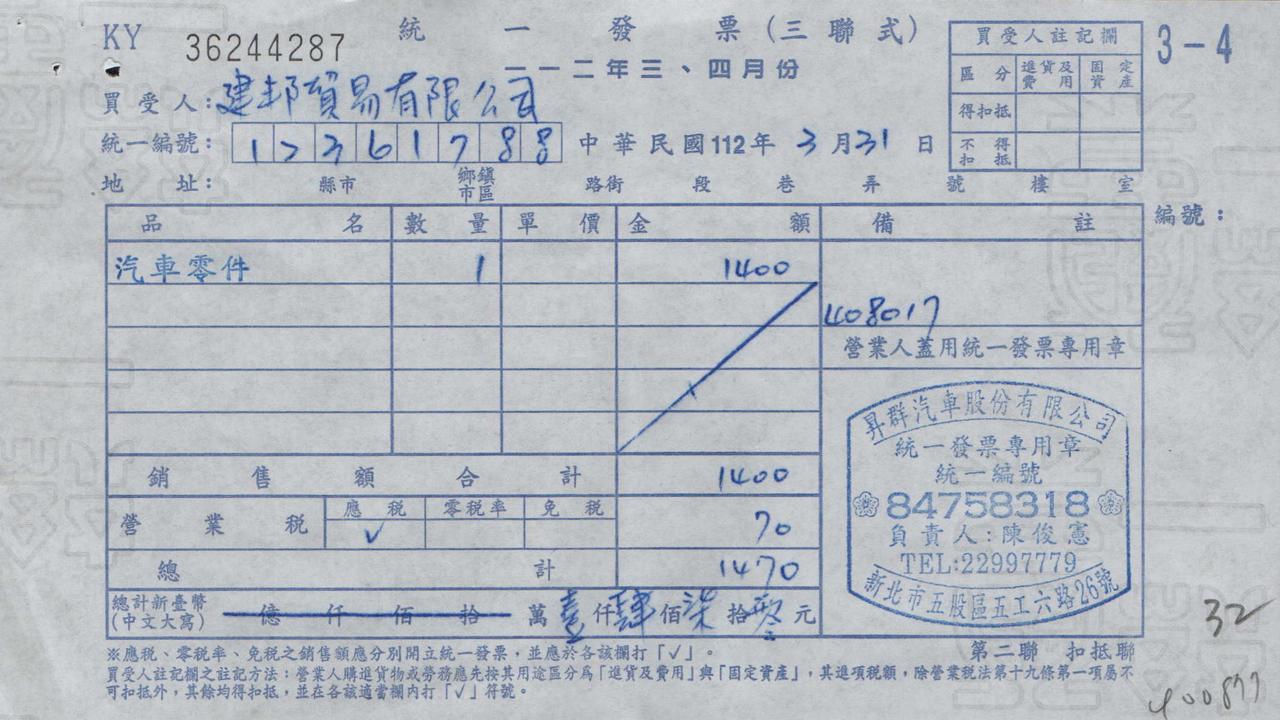 KY 36244287 統一發票(三聯式)
一一二年三、四月份
3-4
買受人註記欄
區分 進貨及費用 固定資產
得扣抵
不得扣抵
買受人:建邦貿易有限公司
統一編號:12361788 中華民國112年3月31日
地址: 縣市 鄉鎮市區 路街 段 巷 弄 號 樓 室
編號:
品名 數量 單價 金額 備註
汽車零件 1 1400
408017
營業人蓋用統一發票專用章
昇群汽車股份有限公司
統一發票專用章
統一編號
84758318
負責人:陳俊憲
TEL:22997779
新北市五股區五工六路26號
銷售額合計 1400
營業稅 應稅 零稅率 免稅 70
√
總計 1470
總計新臺幣(中文大寫) 億仟佰拾萬壹仟肆佰柒拾零元
32
※應稅、零稅率、免稅之銷售額應分別開立統一發票,並應於各該欄打「√」。
第二聯 扣抵聯
買受人註記欄之註記方法:營業人購進貨物或勞務應先按其用途區分為「進貨及費用」與「固定資產」,其進項稅額,除營業稅法第十九條第一項屬不
可扣抵外,其餘均得扣抵,並在各該適當欄內打「√」符號。